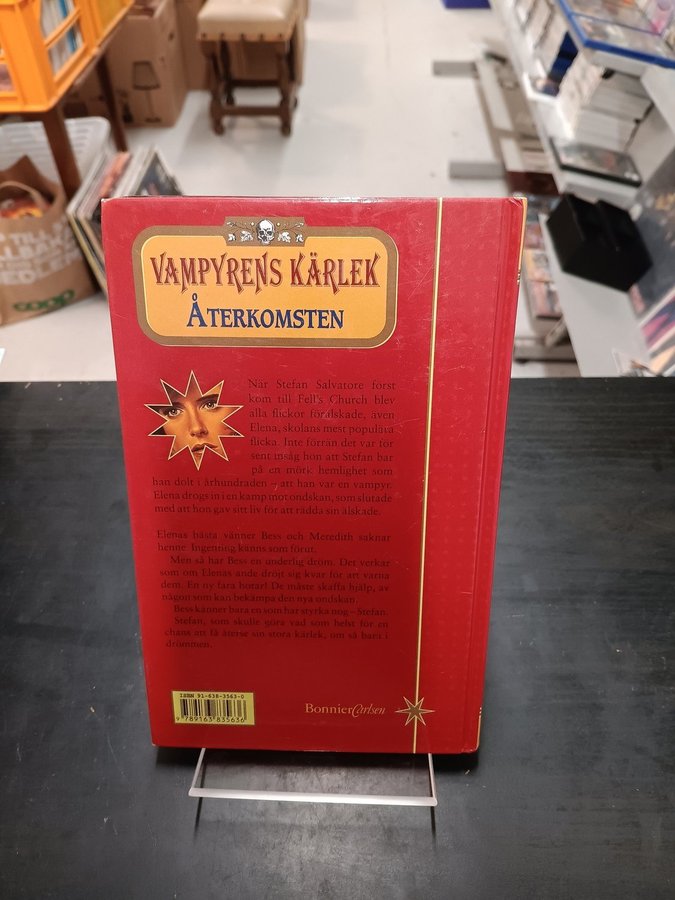 VAMPYRENS KÄRLEK
ÅTERKOMSTEN
När Stefan Salvatore först
kom till Fell's Church blev
alla flickor förälskade, även
Elena, skolans mest populära
flicka. Inte förrän det var för
sent insåg hon att Stefan bar
på en mörk hemlighet som
han dolt i århundraden – att han var en vampyr.
Elena drogs in i en kamp mot ondskan, som slutade
med att hon gav sitt liv för att rädda sin älskade.
Elenas bästa vänner Bess och Meredith saknar
henne. Ingenting känns som förut.
Men så har Bess en underlig dröm. Det verkar
som om Elenas ande dröjt sig kvar för att varna
dem. En ny fara hotar! De måste skaffa hjälp, av
någon som kan bekämpa den nya ondskan.
Bess känner bara en som har styrka nog – Stefan.
Stefan, som skulle göra vad som helst för en
chans att få återse sin stora kärlek, om så bara i
drömmen.
ISBN 91-638-3563-0
9 789163 835636
BonnierCarlsen
coop